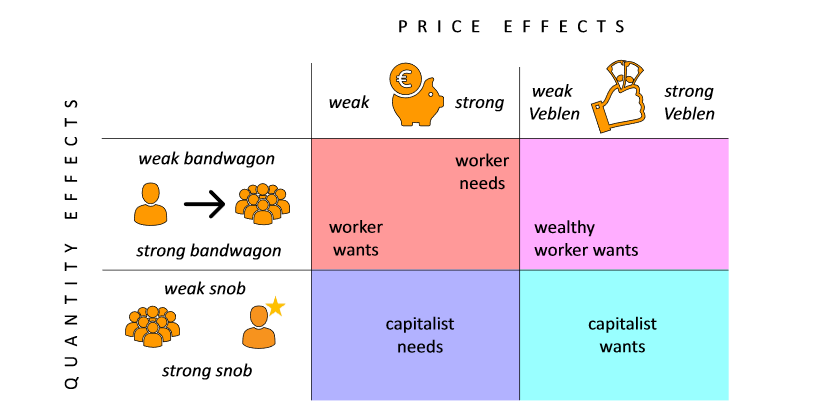 PRICE EFFECTS
QUANTITY EFFECTS
weak
€
strong
weak
Veblen
strong
Veblen
weak bandwagon
strong bandwagon
worker
needs
worker
wants
wealthy
worker wants
weak snob
strong snob
capitalist
needs
capitalist
wants